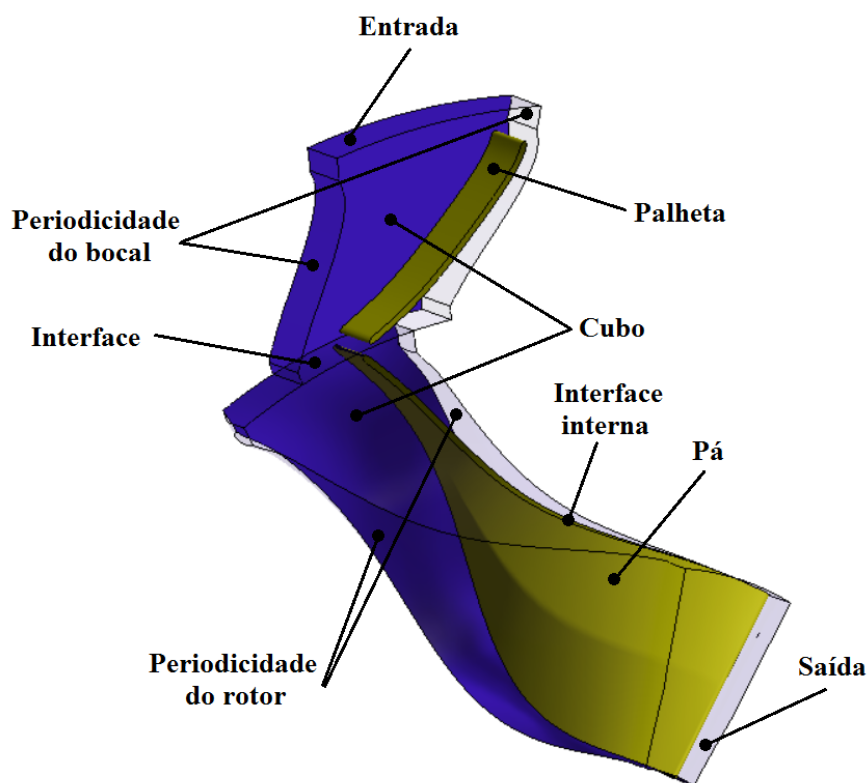 Entrada
Palheta
Periodicidade
do bocal
Interface
Cubo
Interface
interna
Pá
Periodicidade
do rotor
Saída